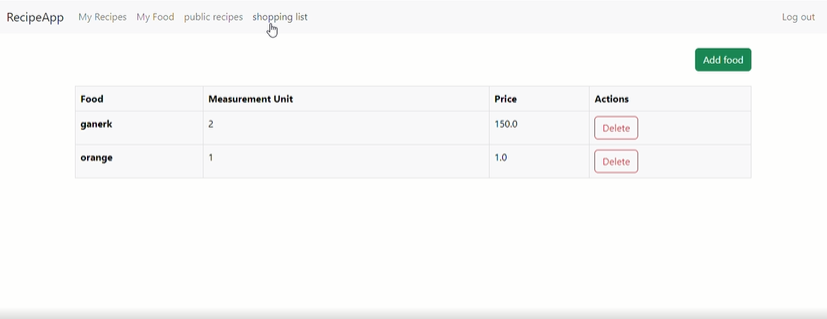 RecipeApp My Recipes My Food public recipes shopping list Log out
Add food
Food Measurement Unit Price Actions
ganerk 2 150.0 Delete
orange 1 1.0 Delete